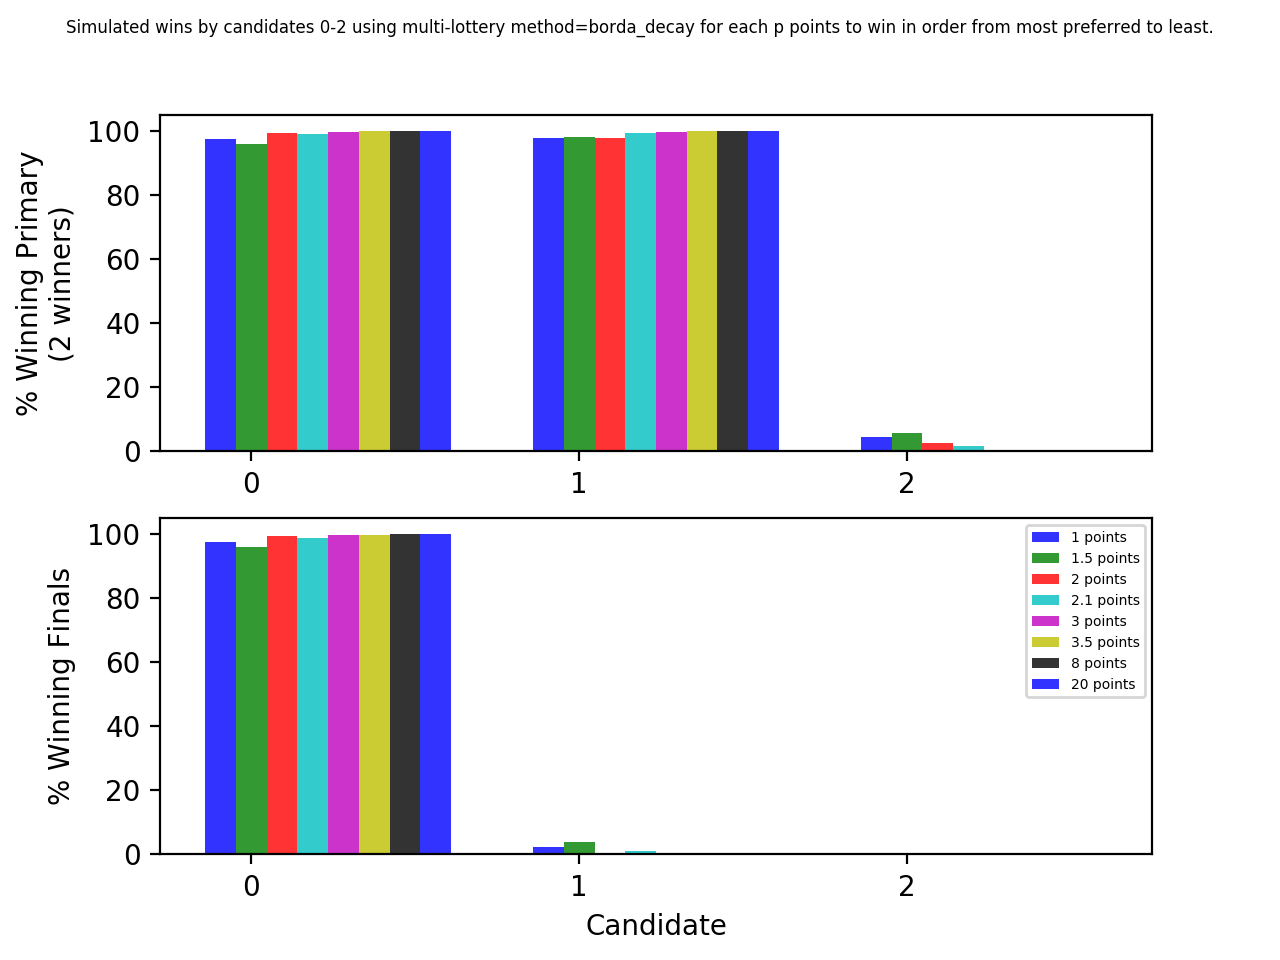 Simulated wins by candidates 0-2 using multi-lottery method=borda_decay for each p points to win in order from most preferred to least.
% Winning Primary
(2 winners)
100
80
60
40
20
0
0 1 2
% Winning Finals
100
80
60
40
20
0
1 points
1.5 points
2 points
2.1 points
3 points
3.5 points
8 points
20 points
0 1 2
Candidate